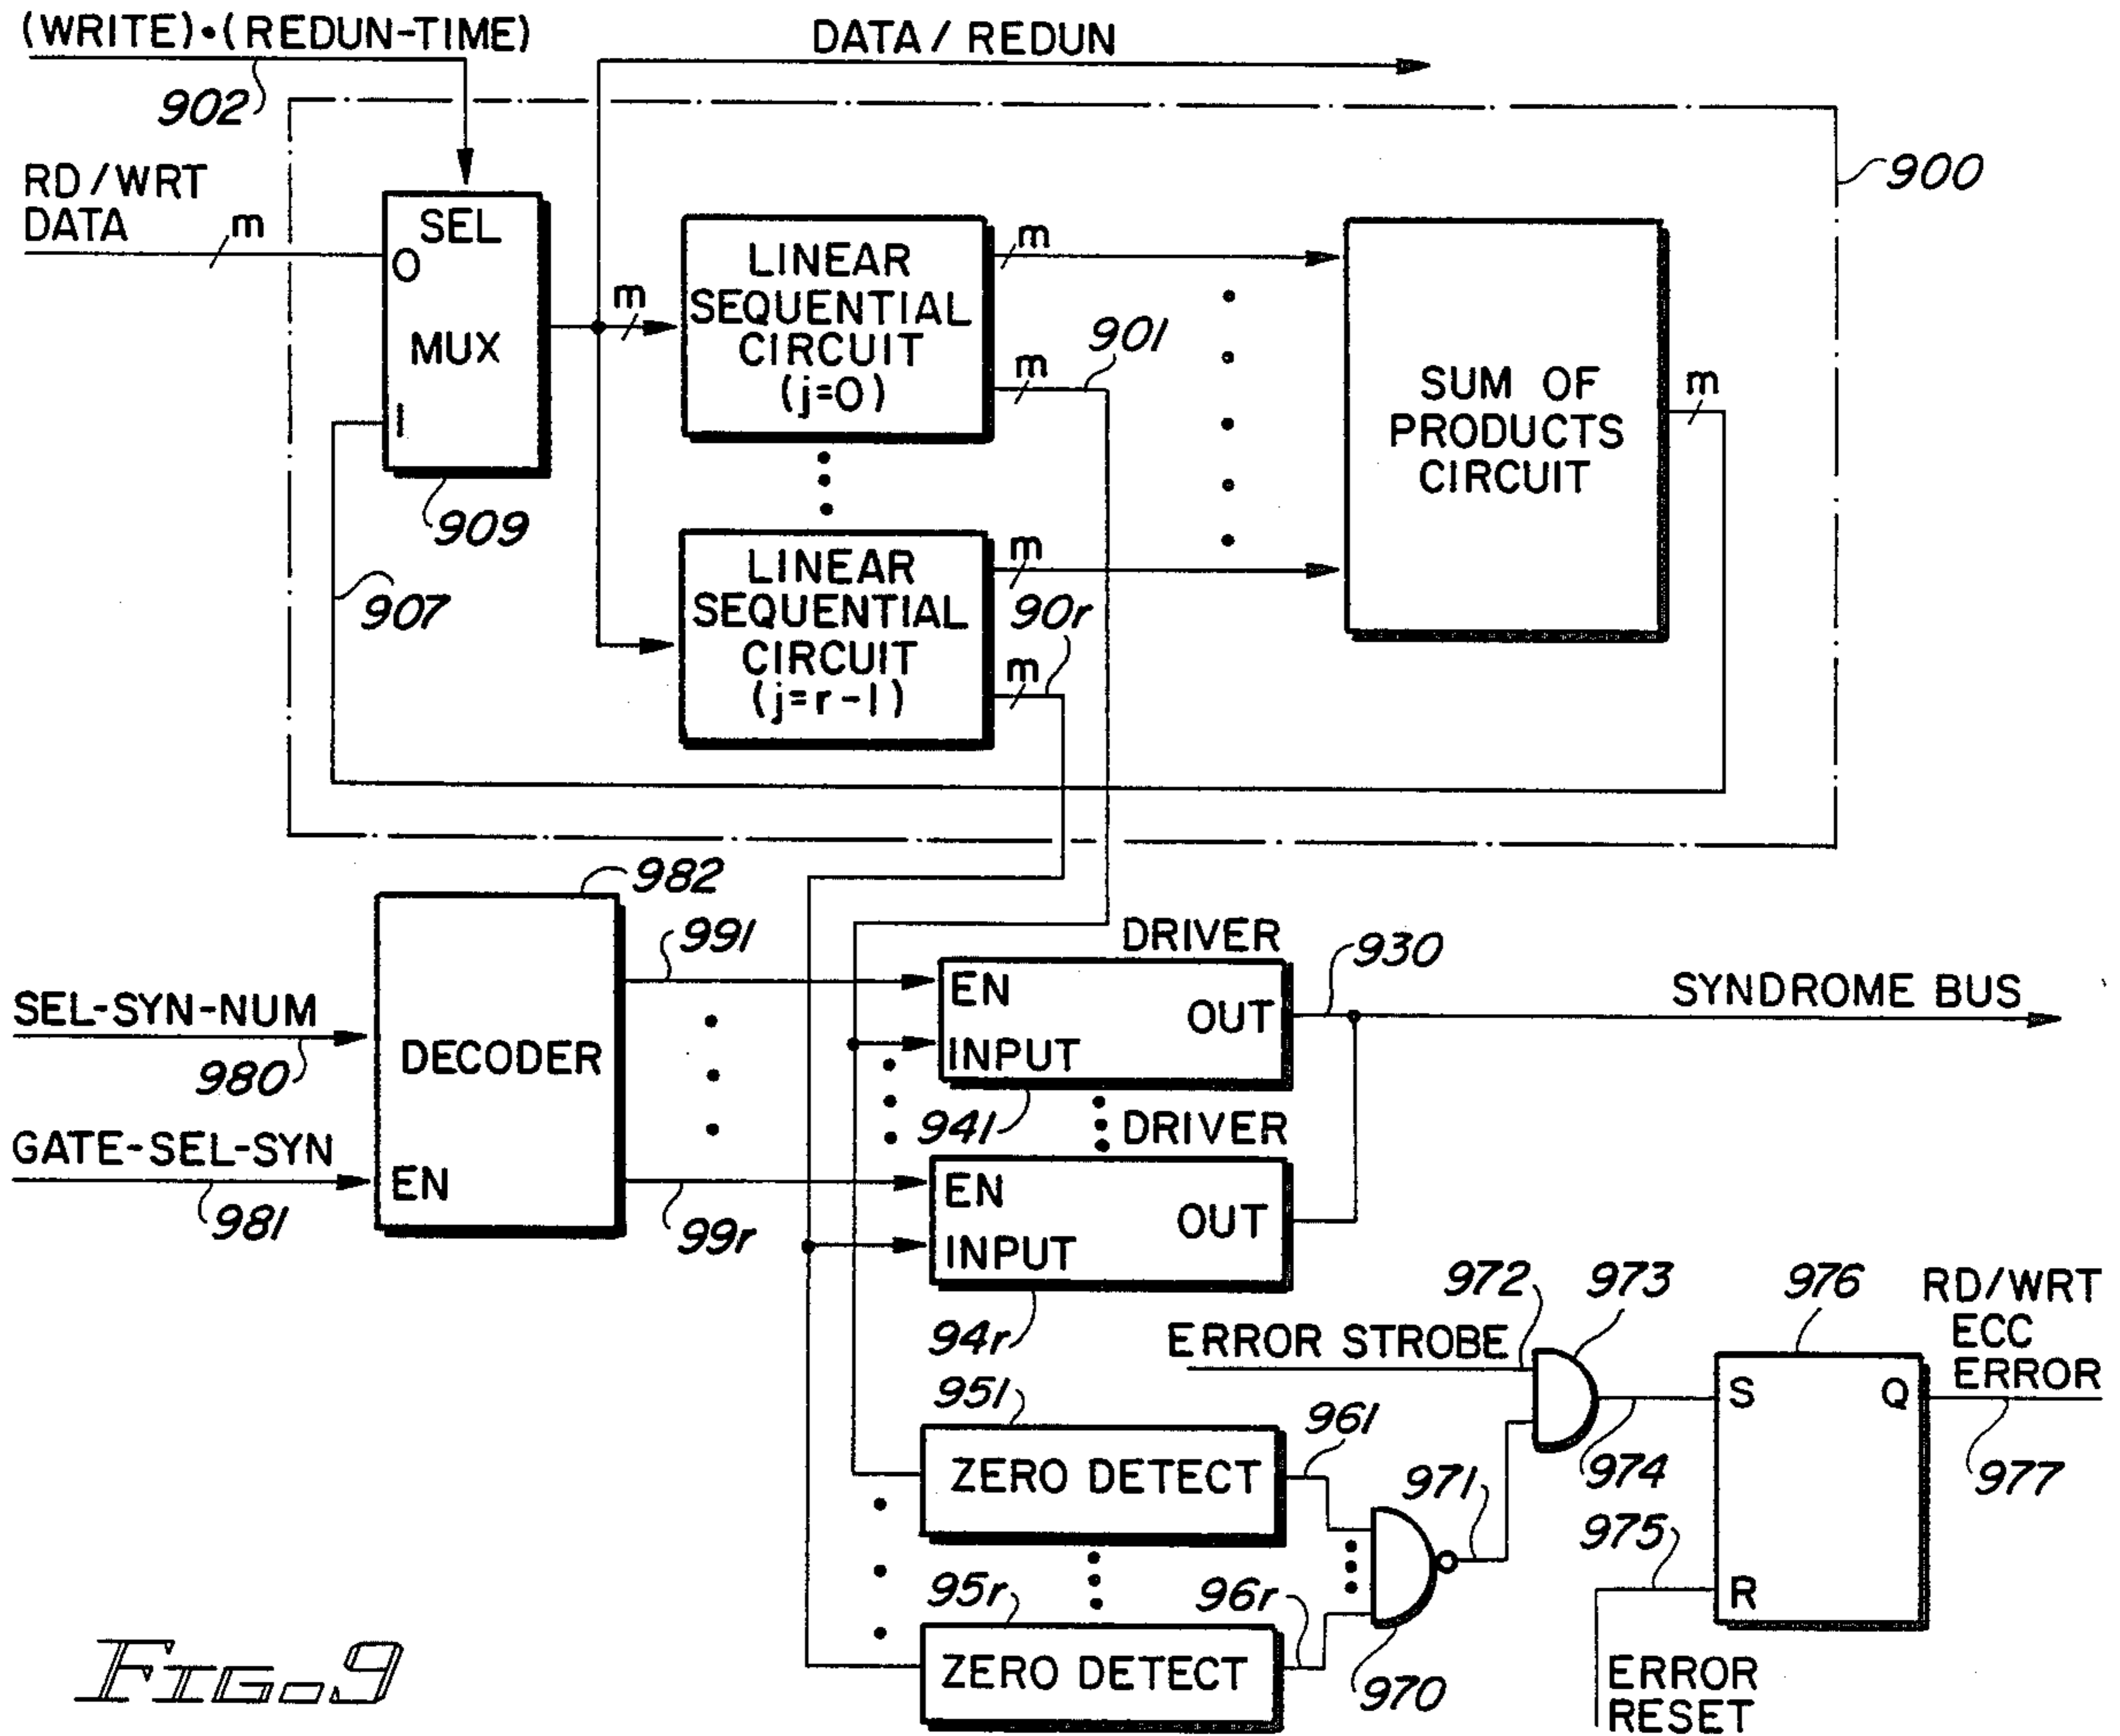 (WRITE)•(REDUN-TIME)
DATA / REDUN
902
RD/WRT
DATA
m
SEL
0
MUX
1
909
907
m
LINEAR
SEQUENTIAL
CIRCUIT
(j=0)
m
m
901
LINEAR
SEQUENTIAL
CIRCUIT
(j=r-1)
m
90r
m
SUM OF
PRODUCTS
CIRCUIT
m
900
982
991
SEL-SYN-NUM
980
DECODER
GATE-SEL-SYN
EN
981
99r
DRIVER
930
EN
OUT
INPUT
SYNDROME BUS
941
DRIVER
EN
OUT
INPUT
94r
972
973
976
RD/WRT
ECC
ERROR
ERROR STROBE
S
Q
974
977
951
961
ZERO DETECT
971
975
95r
96r
R
ZERO DETECT
970
ERROR
RESET
FIG.-9